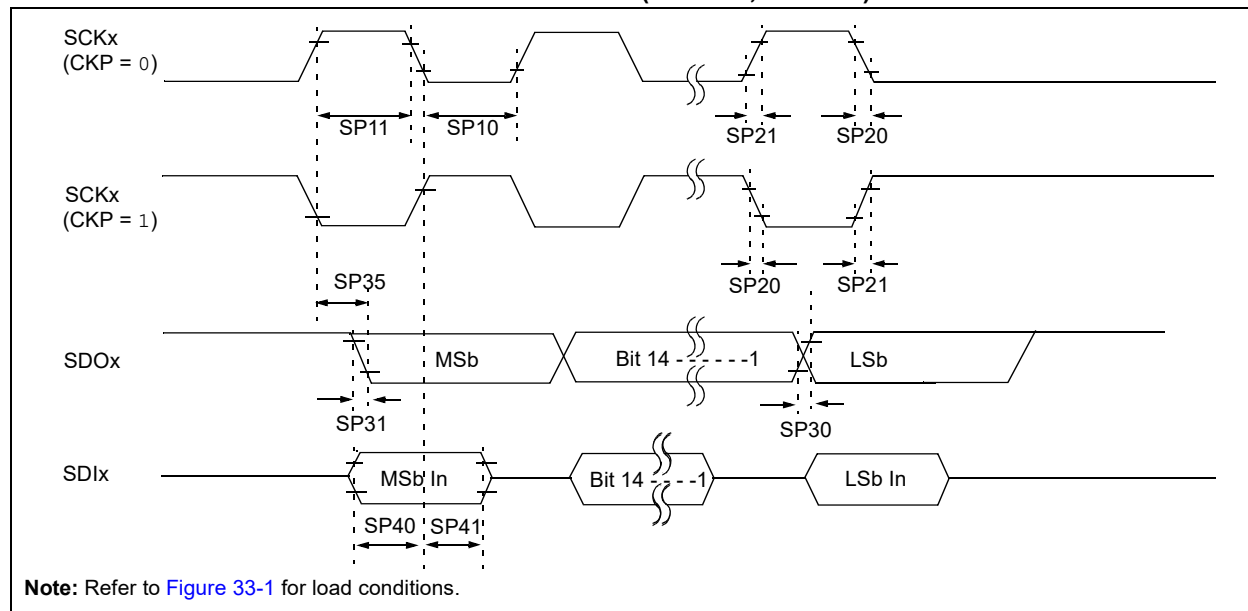 SCKx
(CKP = 0)
SP11
SP10
SP21
SP20
SCKx
(CKP = 1)
SP35
SP20
SP21
SDOx
MSb
Bit 14 - - - - - -1
LSb
SP31
SP30
SDIx
MSb In
Bit 14 - - - -1
LSb In
SP40
SP41
Note: Refer to Figure 33-1 for load conditions.